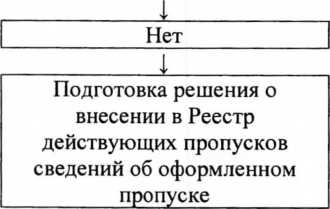 Нет
Подготовка решения о
внесении в Реестр
действующих пропусков
сведений об оформленном
пропуске